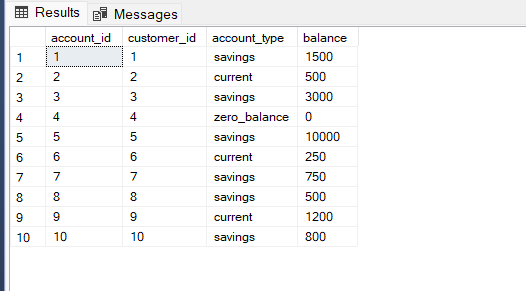 Results Messages
account_id customer_id account_type balance
1 1 1 savings 1500
2 2 2 current 500
3 3 3 savings 3000
4 4 4 zero_balance 0
5 5 5 savings 10000
6 6 6 current 250
7 7 7 savings 750
8 8 8 savings 500
9 9 9 current 1200
10 10 10 savings 800